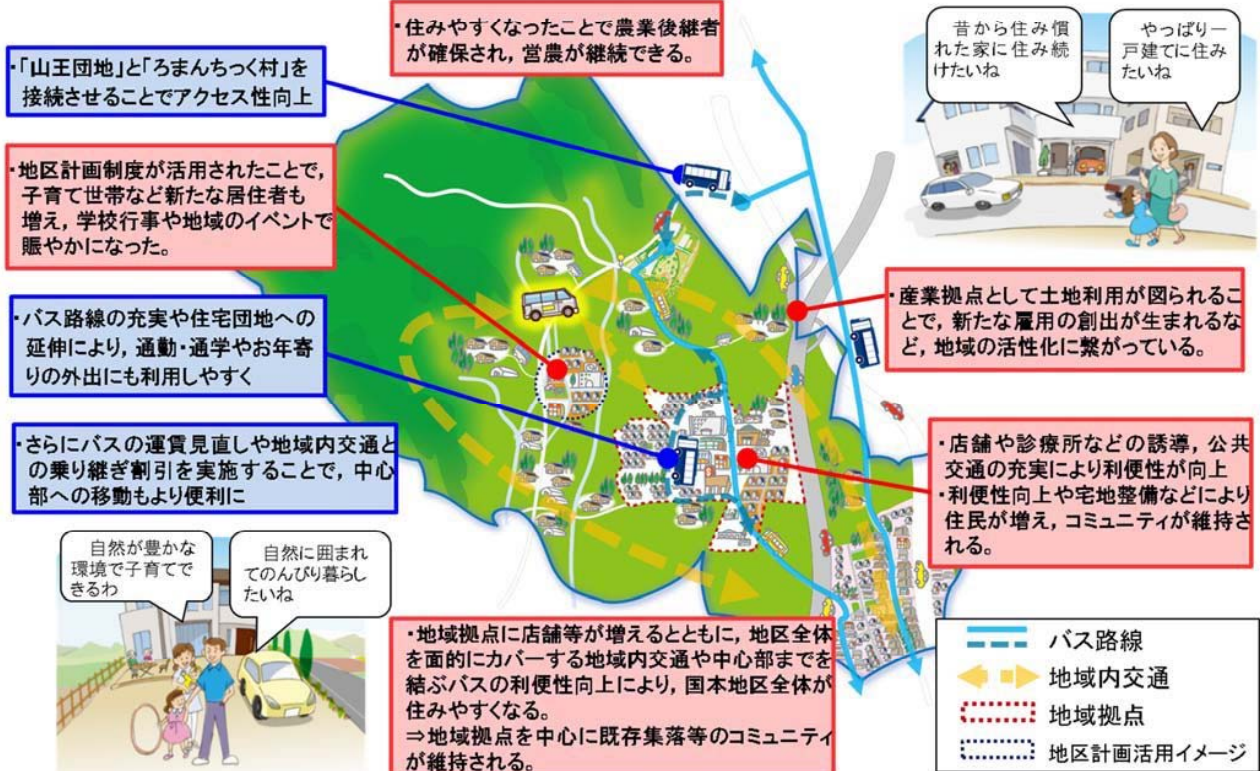 ・住みやすくなったことで農業後継者
が確保され，営農が継続できる。
昔から住み慣
れた家に住み続
けたいね
やっぱり一
戸建てに住み
たいね
・「山王団地」と「ろまんちっく村」を
接続させることでアクセス性向上
・地区計画制度が活用されたことで，
子育て世帯など新たな居住者も
増え，学校行事や地域のイベントで
賑やかになった。
・バス路線の充実や住宅団地への
延伸により，通勤・通学やお年寄
りの外出にも利用しやすく
・さらにバスの運賃見直しや地域内交通と
の乗り継ぎ割引を実施することで，中心
部への移動もより便利に
・産業拠点として土地利用が図られるこ
とで，新たな雇用の創出が生まれるな
ど，地域の活性化に繋がっている。
・店舗や診療所などの誘導，公共
交通の充実により利便性が向上
・利便性向上や宅地整備などにより
住民が増え，コミュニティが維持さ
れる。
自然が豊かな
環境で子育てで
きるわ
自然に囲まれ
てのんびり暮らし
たいね
・地域拠点に店舗等が増えるとともに，地区全体
を面的にカバーする地域内交通や中心部までを
結ぶバスの利便性向上により，国本地区全体が
住みやすくなる。
⇒地域拠点を中心に既存集落等のコミュニティ
が維持される。
バス路線
地域内交通
地域拠点
地区計画活用イメージ